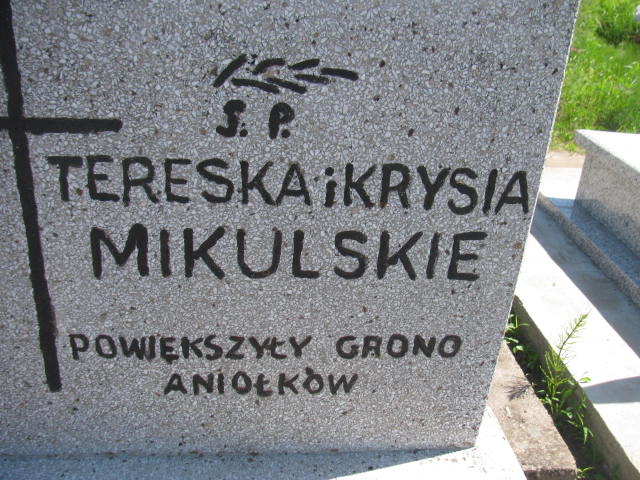 Ś. P.
TERESKA i KRYSIA
MIKULSKIE
POWIĘKSZYŁY GRONO
ANIOŁKÓW